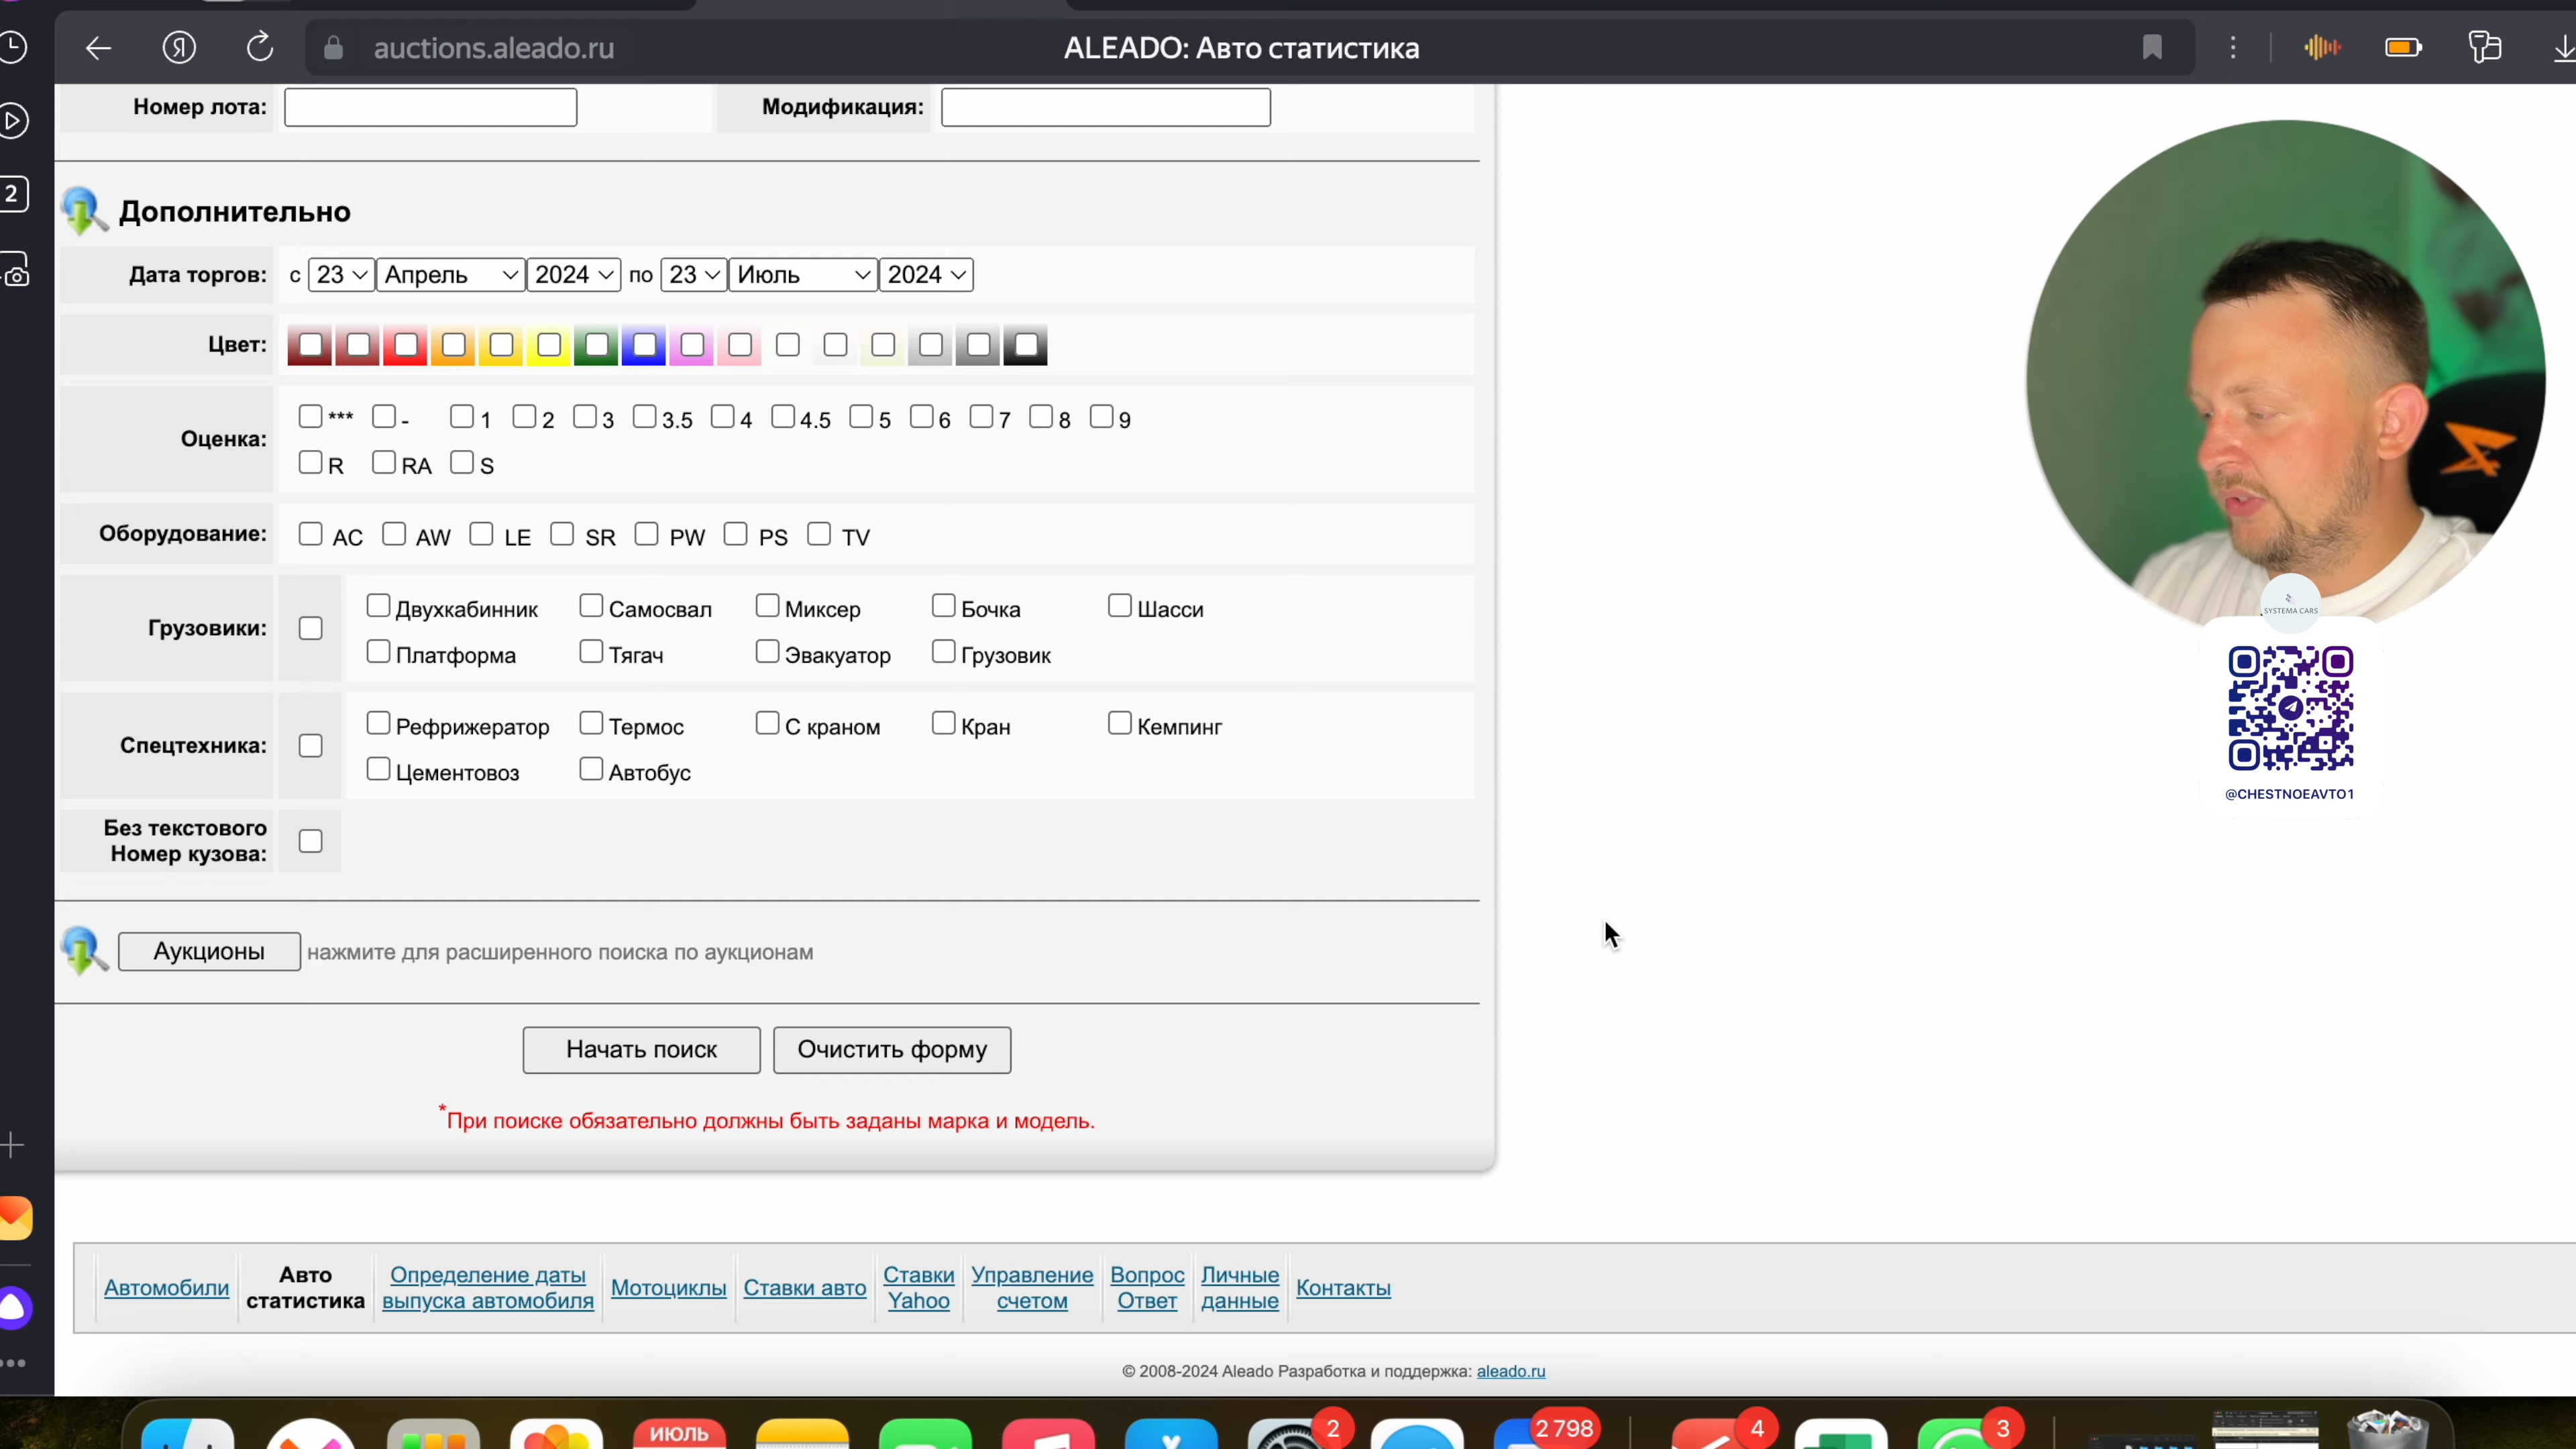 auctions.aleado.ru
ALEADO: Авто статистика
2
Номер лота:
Модификация:
Дополнительно
Дата торгов:
с 23 Апрель 2024 по 23 Июль 2024
Цвет:
Оценка:
*** - 1 2 3 3.5 4 4.5 5 6 7 8 9
R RA S
Оборудование:
AC AW LE SR PW PS TV
Грузовики:
Двухкабинник Самосвал Миксер Бочка Шасси
Платформа Тягач Эвакуатор Грузовик
Спецтехника:
Рефрижератор Термос С краном Кран Кемпинг
Цементовоз Автобус
Без текстового
Номер кузова:
Аукционы нажмите для расширенного поиска по аукционам
Начать поиск Очистить форму
*При поиске обязательно должны быть заданы марка и модель.
Автомобили
Авто
статистика
Определение даты
выпуска автомобиля
Мотоциклы
Ставки авто
Ставки
Yahoo
Управление
счетом
Вопрос
Ответ
Личные
данные
Контакты
© 2008-2024 Aleado Разработка и поддержка: aleado.ru
SYSTEMA CARS
@CHESTNOEAVTO1
ИЮЛЬ
2
2 798
4
3